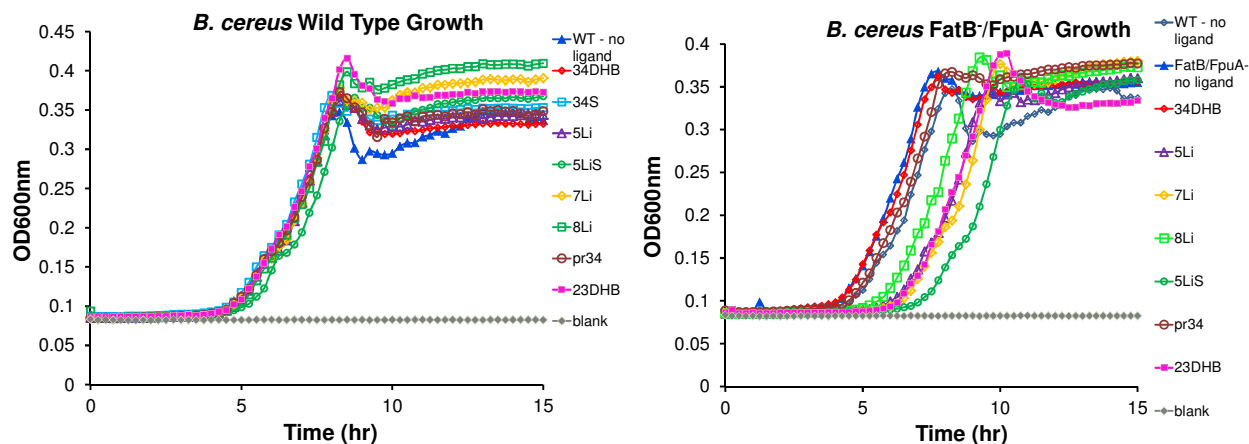 B. cereus Wild Type Growth
0.45
0.4
0.35
0.3
0.25
0.2
0.15
0.1
0.05
0
OD600nm
0
5
10
15
Time (hr)
WT - no
ligand
34DHB
34S
5Li
5LiS
7Li
8Li
pr34
23DHB
blank
B. cereus FatB-/FpuA- Growth
0.4
0.35
0.3
0.25
0.2
0.15
0.1
0.05
0
OD600nm
0
5
10
15
Time (hr)
WT - no
ligand
FatB/FpuA-
no ligand
34DHB
5Li
7Li
8Li
5LiS
pr34
23DHB
blank